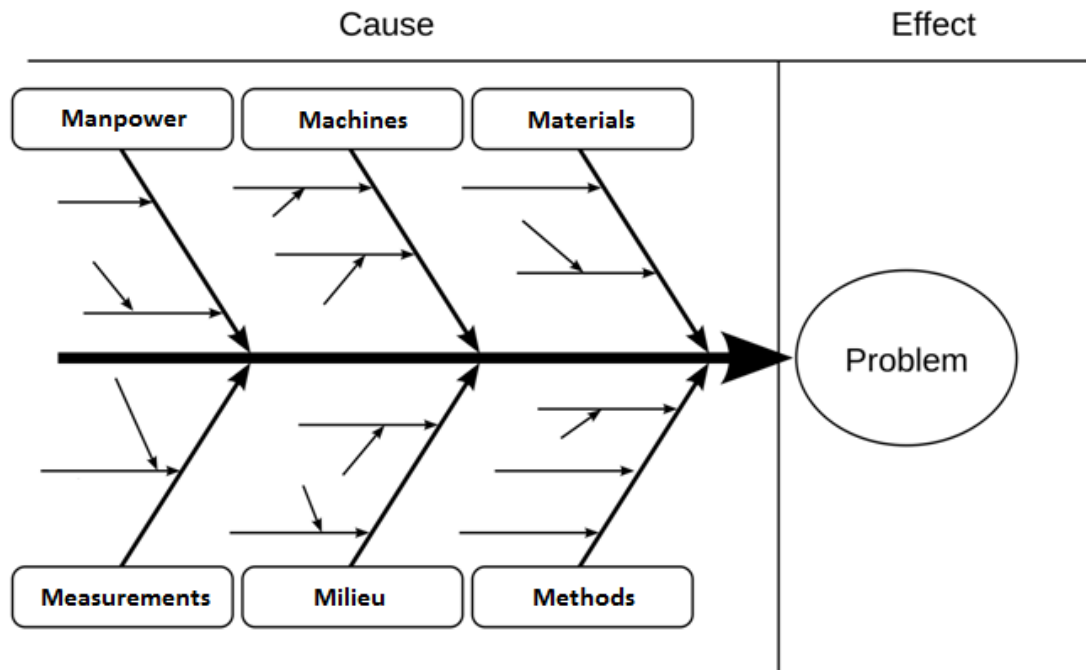 Cause
Effect
Manpower
Machines
Materials
Problem
Measurements
Milieu
Methods